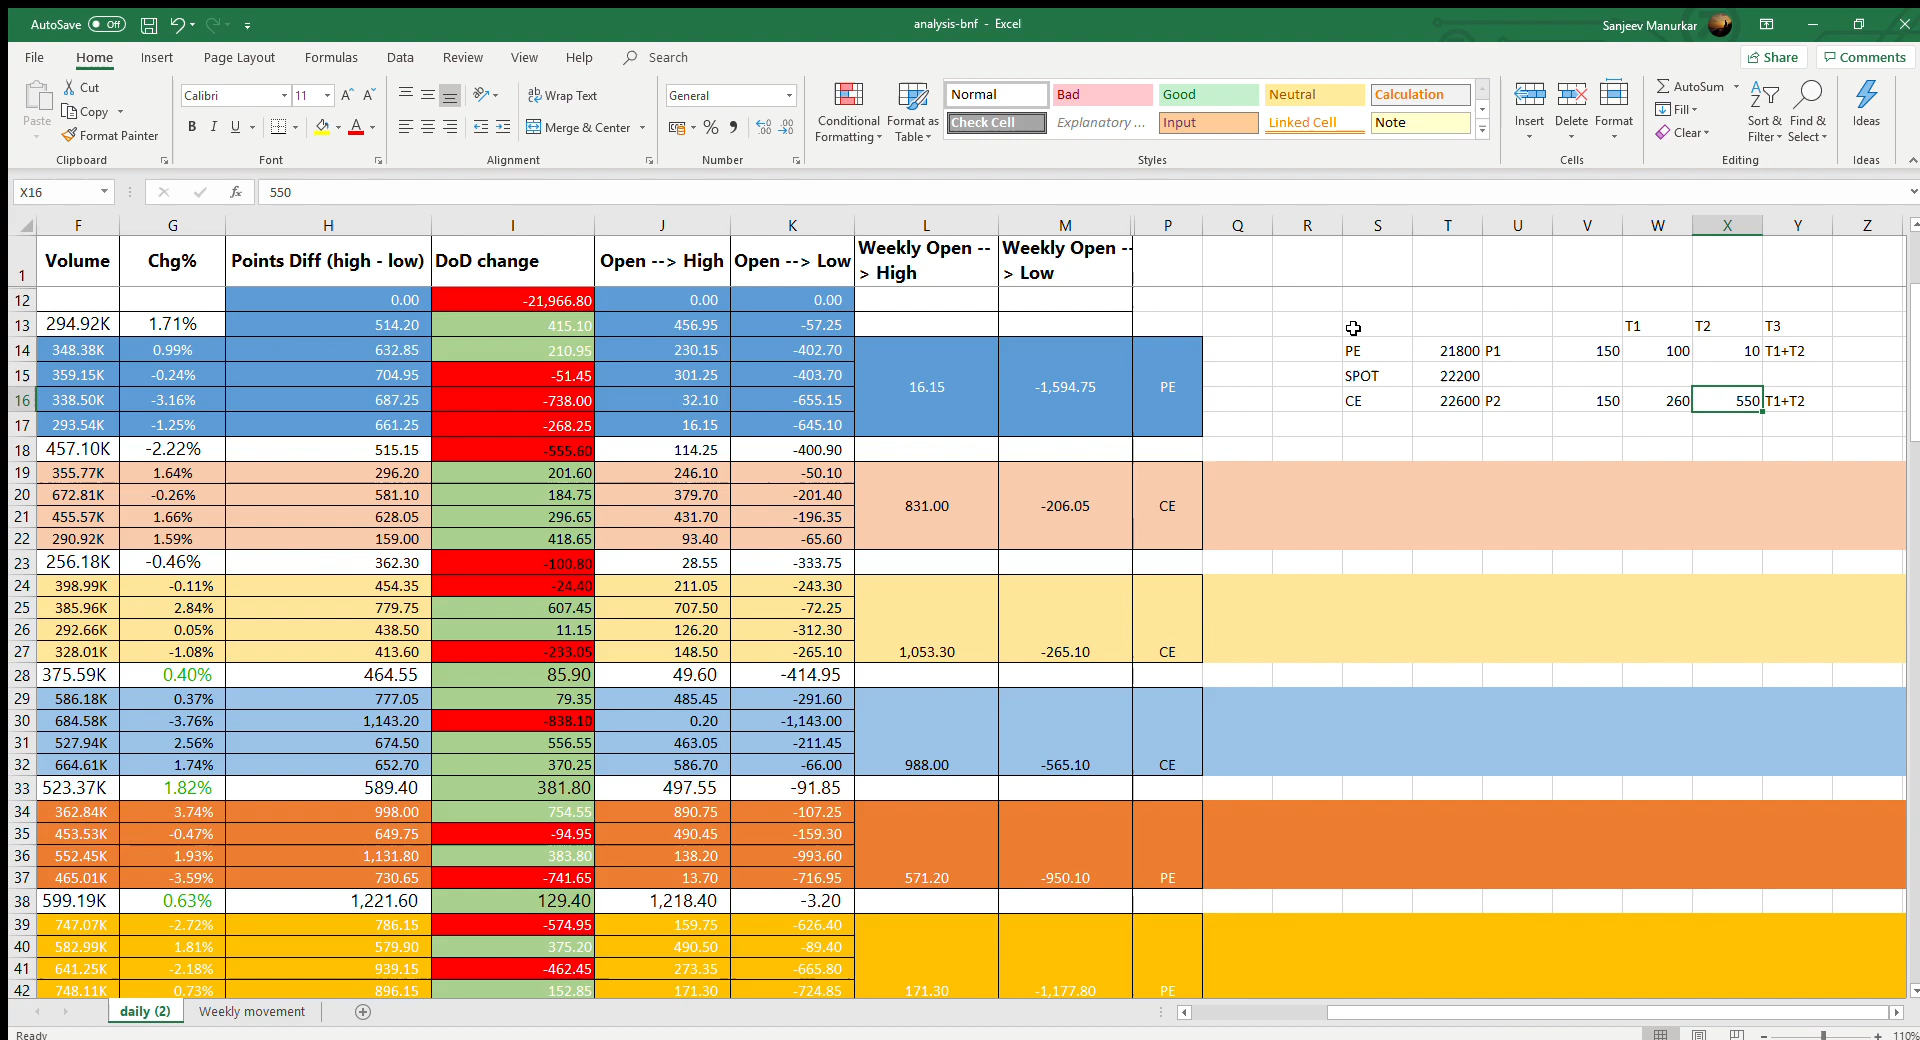 AutoSave Off analysis-bnf - Excel Sanjeev Manurkar
File Home Insert Page Layout Formulas Data Review View Help Search Share Comments
Paste Cut Copy Format Painter Clipboard
Calibri 11 B I U Font
Wrap Text Merge & Center Alignment
General % Number
Conditional Formatting Format as Table
Normal Bad Good Neutral Calculation
Check Cell Explanatory ... Input Linked Cell Note
Styles
Insert Delete Format Cells
AutoSum Fill Clear Sort & Filter Find & Select Editing
Ideas Ideas
X16 fx 550
F G H I J K L M P Q R S T U V W X Y Z
1 Volume Chg% Points Diff (high - low) DoD change Open --> High Open --> Low Weekly Open --> High Weekly Open --> Low
12 0.00 -21,966.80 0.00 0.00
13 294.92K 1.71% 514.20 415.10 456.95 -57.25 T1 T2 T3
14 348.38K 0.99% 632.85 210.95 230.15 -402.70 PE 21800 P1 150 100 10 T1+T2
15 359.15K -0.24% 704.95 -51.45 301.25 -403.70 16.15 -1,594.75 PE SPOT 22200
16 338.50K -3.16% 687.25 -738.00 32.10 -655.15 CE 22600 P2 150 260 550 T1+T2
17 293.54K -1.25% 661.25 -268.25 16.15 -645.10
18 457.10K -2.22% 515.15 -555.60 114.25 -400.90
19 355.77K 1.64% 296.20 201.60 246.10 -50.10
20 672.81K -0.26% 581.10 184.75 379.70 -201.40 831.00 -206.05 CE
21 455.57K 1.66% 628.05 296.65 431.70 -196.35
22 290.92K 1.59% 159.00 418.65 93.40 -65.60
23 256.18K -0.46% 362.30 -100.80 28.55 -333.75
24 398.99K -0.11% 454.35 -24.40 211.05 -243.30
25 385.96K 2.84% 779.75 607.45 707.50 -72.25
26 292.66K 0.05% 438.50 11.15 126.20 -312.30
27 328.01K -1.08% 413.60 -233.05 148.50 -265.10 1,053.30 -265.10 CE
28 375.59K 0.40% 464.55 85.90 49.60 -414.95
29 586.18K 0.37% 777.05 79.35 485.45 -291.60
30 684.58K -3.76% 1,143.20 -838.10 0.20 -1,143.00
31 527.94K 2.56% 674.50 556.55 463.05 -211.45
32 664.61K 1.74% 652.70 370.25 586.70 -66.00 988.00 -565.10 CE
33 523.37K 1.82% 589.40 381.80 497.55 -91.85
34 362.84K 3.74% 998.00 754.55 890.75 -107.25
35 453.53K -0.47% 649.75 -94.95 490.45 -159.30
36 552.45K 1.93% 1,131.80 383.80 138.20 -993.60
37 465.01K -3.59% 730.65 -741.65 13.70 -716.95 571.20 -950.10 PE
38 599.19K 0.63% 1,221.60 129.40 1,218.40 -3.20
39 747.07K -2.72% 786.15 -574.95 159.75 -626.40
40 582.99K 1.81% 579.90 375.20 490.50 -89.40
41 641.25K -2.18% 939.15 -462.45 273.35 -665.80
42 748.11K 0.73% 896.15 152.85 171.30 -724.85 171.30 -1,177.80 PE
daily (2) Weekly movement
Ready 110%